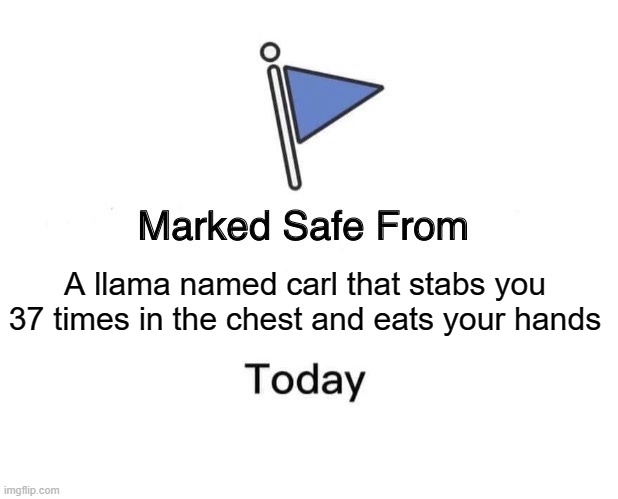 Marked Safe From
A llama named carl that stabs you
37 times in the chest and eats your hands
Today
imgflip.com